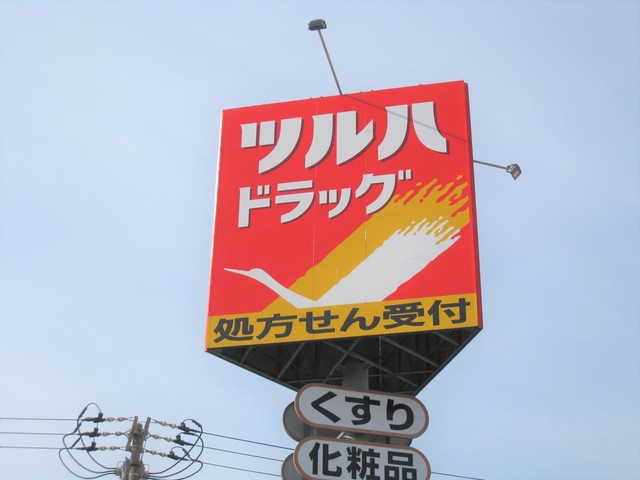 ツルハ
ドラッグ
処方せん受付
くすり
化粧品